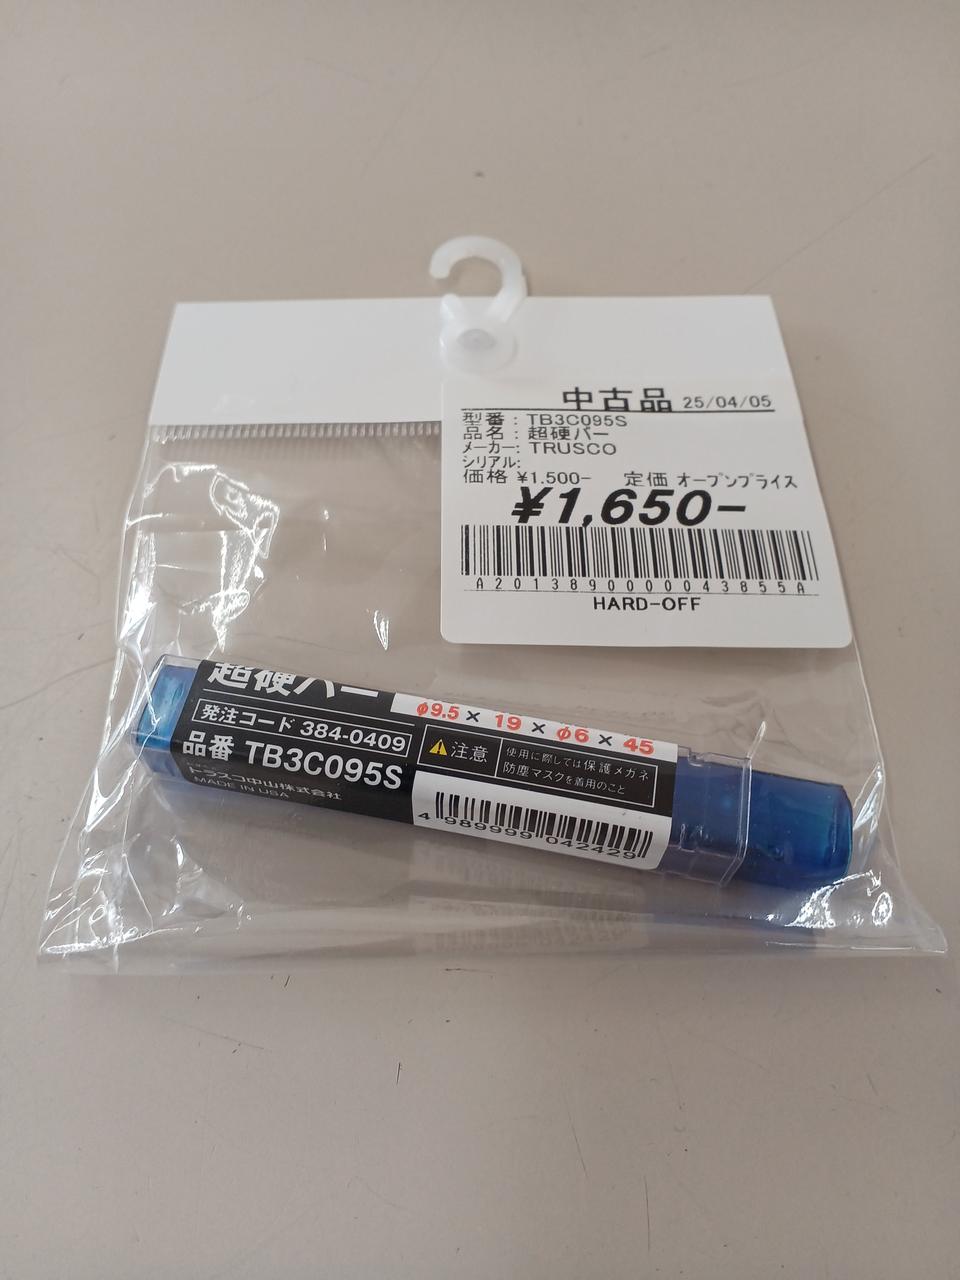 中古品 25/04/05
型番 : TB3C095S
品名 : 超硬バー
メーカー: TRUSCO
シリアル:
価格 ¥1.500- 定価 オープンプライス
¥1,650-
A201389000043855A
HARD-OFF
超硬バー
φ9.5 × 19 × φ6 × 45
発注コード 384-0409
品番 TB3C095S
トラスコ中山株式会社
MADE IN USA
注意
使用に際しては保護メガネ
防塵マスクを着用のこと
4 989999 042429